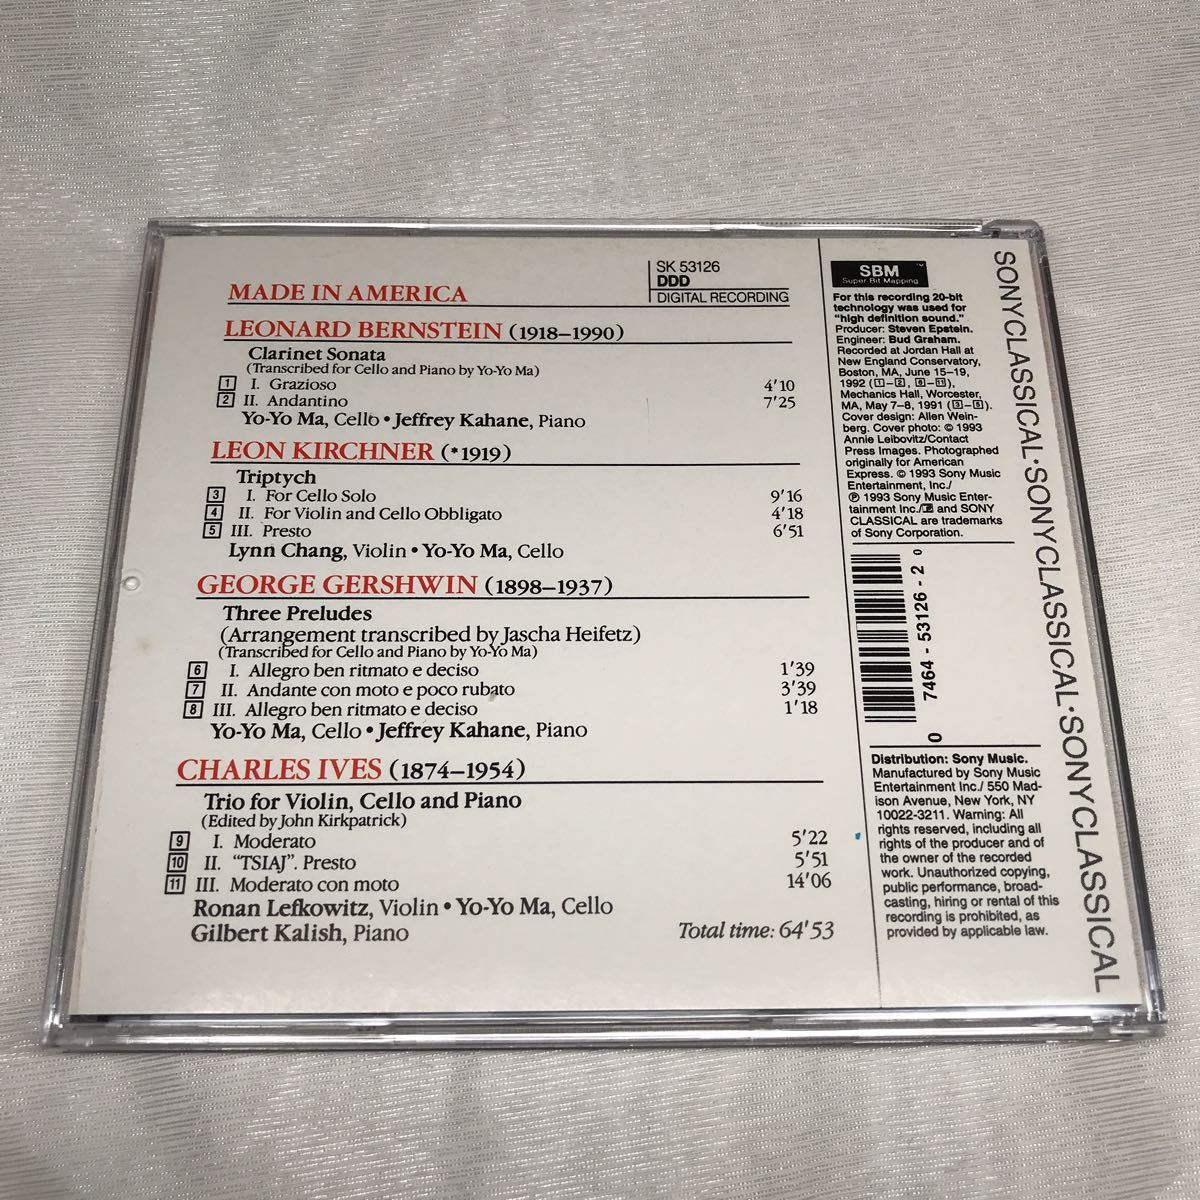 SK 53126
DDD
DIGITAL RECORDING
MADE IN AMERICA
LEONARD BERNSTEIN (1918–1990)
Clarinet Sonata
(Transcribed for Cello and Piano by Yo-Yo Ma)
1 I. Grazioso 4'10
2 II. Andantino 7'25
Yo-Yo Ma, Cello • Jeffrey Kahane, Piano
LEON KIRCHNER (*1919)
Triptych
3 I. For Cello Solo 9'16
4 II. For Violin and Cello Obbligato 4'18
5 III. Presto 6'51
Lynn Chang, Violin • Yo-Yo Ma, Cello
GEORGE GERSHWIN (1898–1937)
Three Preludes
(Arrangement transcribed by Jascha Heifetz)
(Transcribed for Cello and Piano by Yo-Yo Ma)
6 I. Allegro ben ritmato e deciso 1'39
7 II. Andante con moto e poco rubato 3'39
8 III. Allegro ben ritmato e deciso 1'18
Yo-Yo Ma, Cello • Jeffrey Kahane, Piano
CHARLES IVES (1874–1954)
Trio for Violin, Cello and Piano
(Edited by John Kirkpatrick)
9 I. Moderato 5'22
10 II. “TSIAJ”. Presto 5'51
11 III. Moderato con moto 14'06
Ronan Lefkowitz, Violin • Yo-Yo Ma, Cello
Gilbert Kalish, Piano
Total time: 64'53
SBM
Super Bit Mapping
For this recording 20-bit
technology was used for
“high definition sound.”
Producer: Steven Epstein.
Engineer: Bud Graham.
Recorded at Jordan Hall at
New England Conservatory,
Boston, MA, June 15–19,
1992 (1–2, 6–11),
Mechanics Hall, Worcester,
MA, May 7–8, 1991 (3–5).
Cover design: Allen Wein-
berg. Cover photo: © 1993
Annie Leibovitz/Contact
Press Images. Photographed
originally for American
Express. © 1993 Sony Music
Entertainment, Inc./
℗ 1993 Sony Music Enter-
tainment Inc./ and SONY
CLASSICAL are trademarks
of Sony Corporation.
0 7464 - 53126 - 2 0
Distribution: Sony Music.
Manufactured by Sony Music
Entertainment Inc./ 550 Mad-
ison Avenue, New York, NY
10022-3211. Warning: All
rights reserved, including all
rights of the producer and of
the owner of the recorded
work. Unauthorized copying,
public performance, broad-
casting, hiring or rental of this
recording is prohibited, as
provided by applicable law.
SONYCLASSICAL·SONYCLASSICAL·SONYCLASSICAL